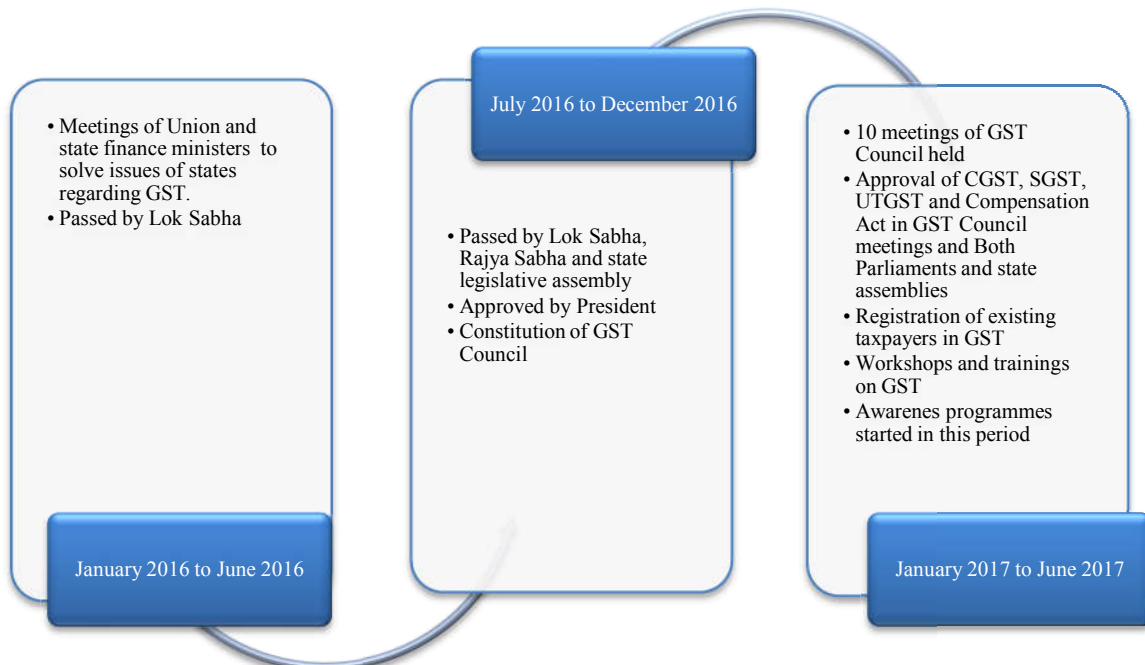 • Meetings of Union and
state finance ministers to
solve issues of states
regarding GST.
• Passed by Lok Sabha
January 2016 to June 2016
July 2016 to December 2016
• Passed by Lok Sabha,
Rajya Sabha and state
legislative assembly
• Approved by President
• Constitution of GST
Council
• 10 meetings of GST
Council held
• Approval of CGST, SGST,
UTGST and Compensation
Act in GST Council
meetings and Both
Parliaments and state
assemblies
• Registration of existing
taxpayers in GST
• Workshops and trainings
on GST
• Awarenes programmes
started in this period
January 2017 to June 2017